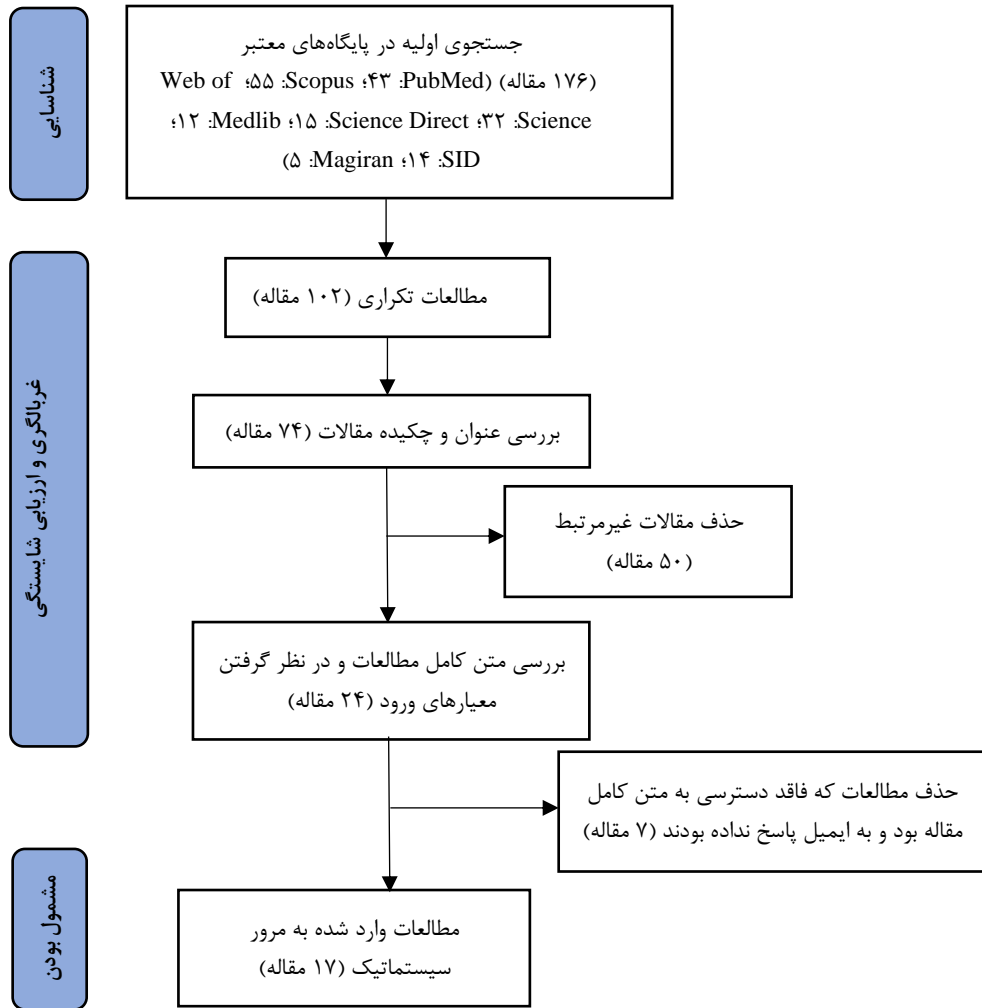 شناسایی
جستجوی اولیه در پایگاه‌های معتبر
(۱۷۶ مقاله) (PubMed: ۴۳؛ Scopus: ۵۵؛ Web of
Science: ۳۲؛ Science Direct: ۱۵؛ Medlib: ۱۲؛
SID: ۱۴؛ Magiran: ۵)
غربالگری و ارزیابی شایستگی
مطالعات تکراری (۱۰۲ مقاله)
بررسی عنوان و چکیده مقالات (۷۴ مقاله)
حذف مقالات غیرمرتبط
(۵۰ مقاله)
بررسی متن کامل مطالعات و در نظر گرفتن
معیارهای ورود (۲۴ مقاله)
حذف مطالعات که فاقد دسترسی به متن کامل
مقاله بود و به ایمیل پاسخ نداده بودند (۷ مقاله)
مشمول بودن
مطالعات وارد شده به مرور
سیستماتیک (۱۷ مقاله)